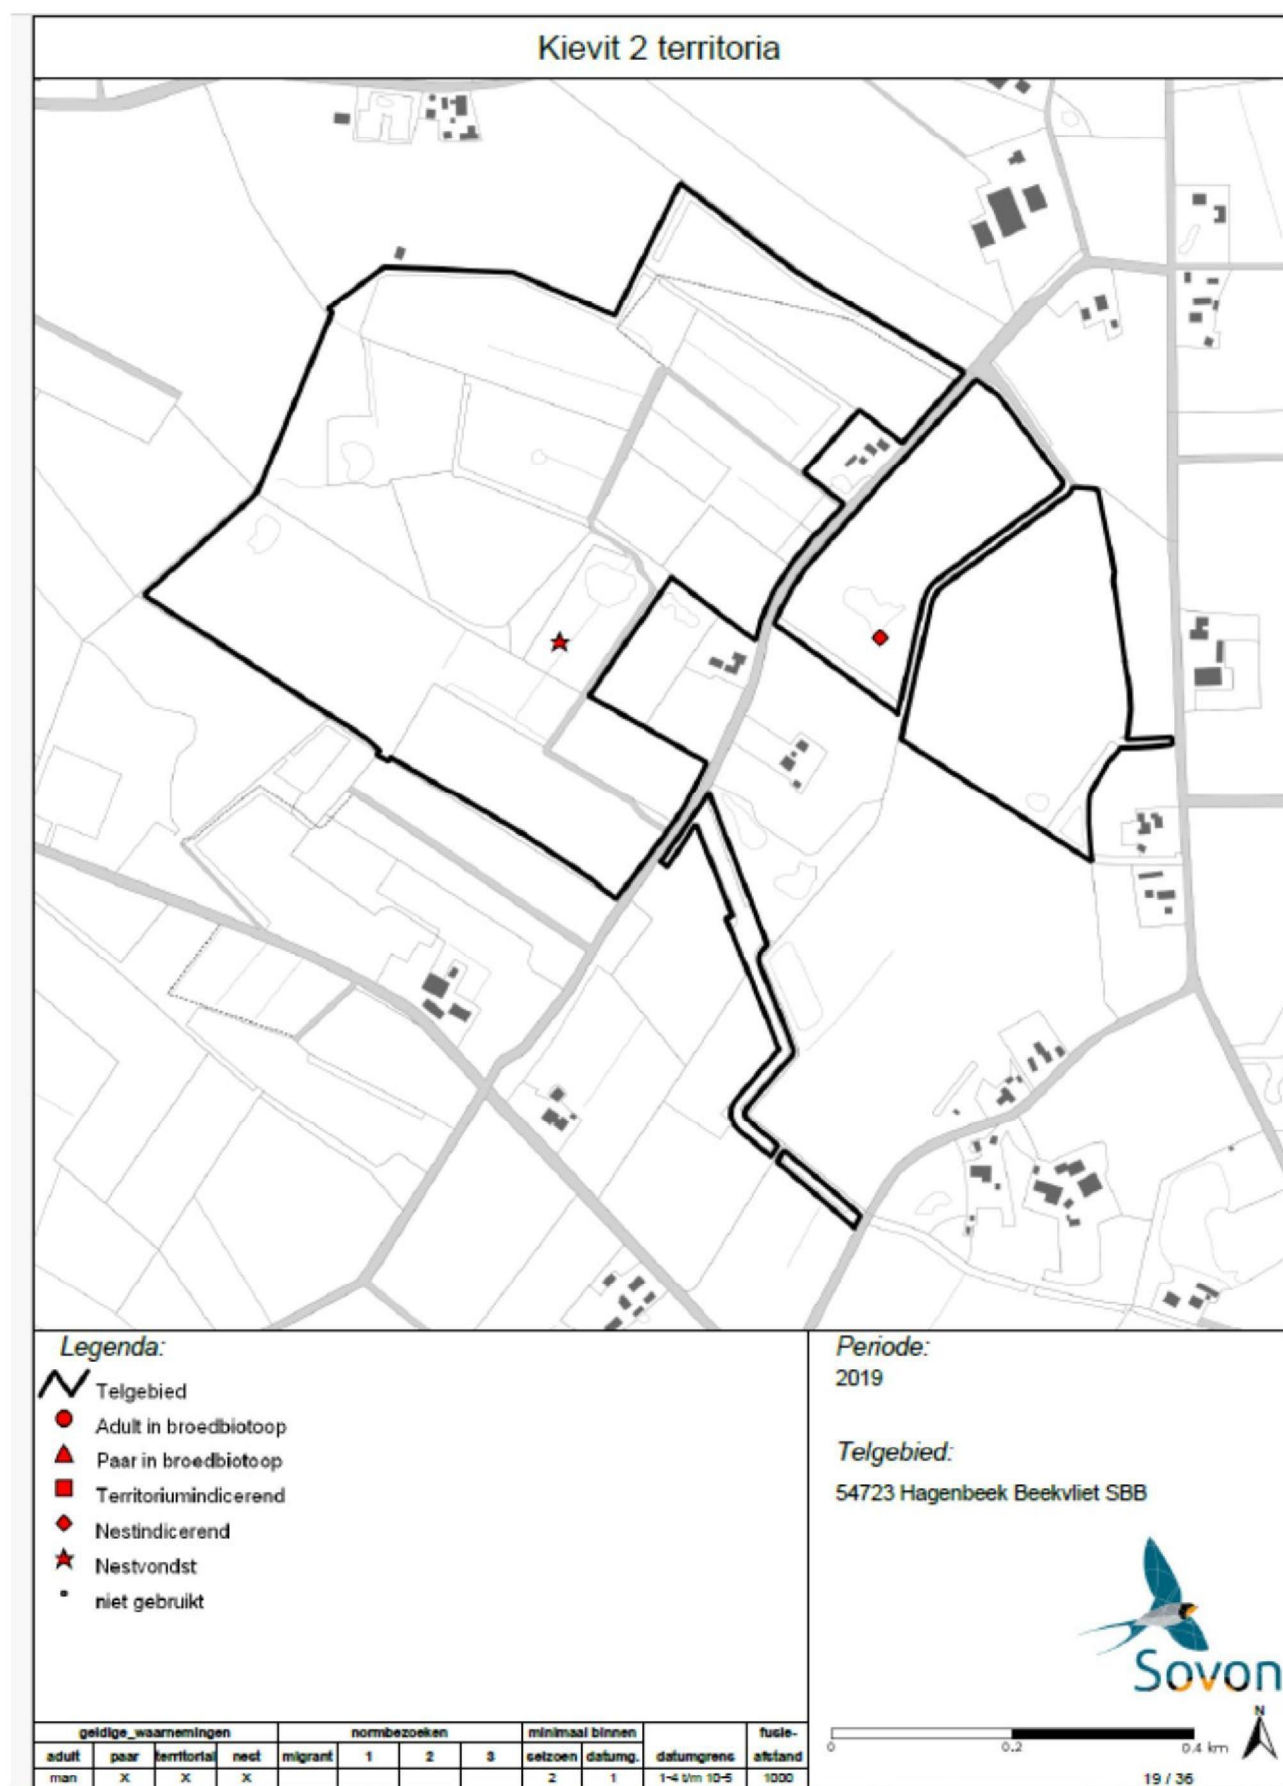 Kievit 2 territoria
Legenda:
Telgebied
Adult in broedbiotoop
Paar in broedbiotoop
Territoriumindicerend
Nestindicerend
Nestvondst
niet gebruikt
Periode:
2019
Telgebied:
54723 Hagenbeek Beekvliet SBB
Sovon
N
0 0.2 0.4 km
19 / 36
geldige_waarnemingen normbezoeken minimaal binnen fusie-
adult paar territorial nest migrant 1 2 3 seizoen datumg. datumgrens afstand
man X X X 2 1 1-4 t/m 10-5 1000